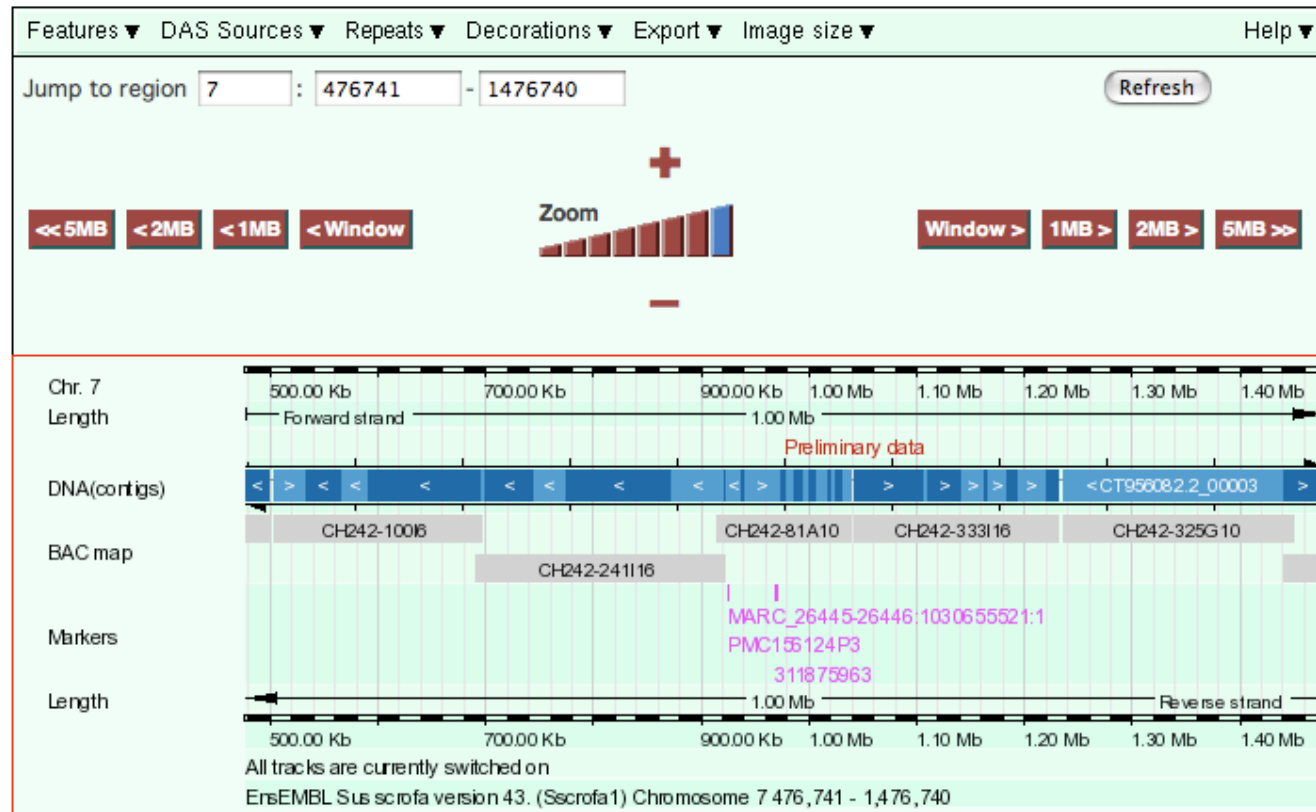 Features ▼ DAS Sources ▼ Repeats ▼ Decorations ▼ Export ▼ Image size ▼ Help ▼
Jump to region 7 : 476741 - 1476740 Refresh
+
Zoom
<< 5MB < 2MB < 1MB < Window Window > 1MB > 2MB > 5MB >>
−
Chr. 7 500.00 Kb 700.00 Kb 900.00 Kb 1.00 Mb 1.10 Mb 1.20 Mb 1.30 Mb 1.40 Mb
Length Forward strand 1.00 Mb
Preliminary data
DNA(contigs) < > < < < < < < < < > > > > > > < CT956082.2_00003 >
CH242-100I6 CH242-81A10 CH242-333I16 CH242-325G10
BAC map
CH242-241I16
MARC_26445-26446:1030655521:1
Markers PMC156124P3
311875963
Length 1.00 Mb Reverse strand
500.00 Kb 700.00 Kb 900.00 Kb 1.00 Mb 1.10 Mb 1.20 Mb 1.30 Mb 1.40 Mb
All tracks are currently switched on
EnsEMBL Sus scrofa version 43. (Sscrofa1) Chromosome 7 476,741 - 1,476,740